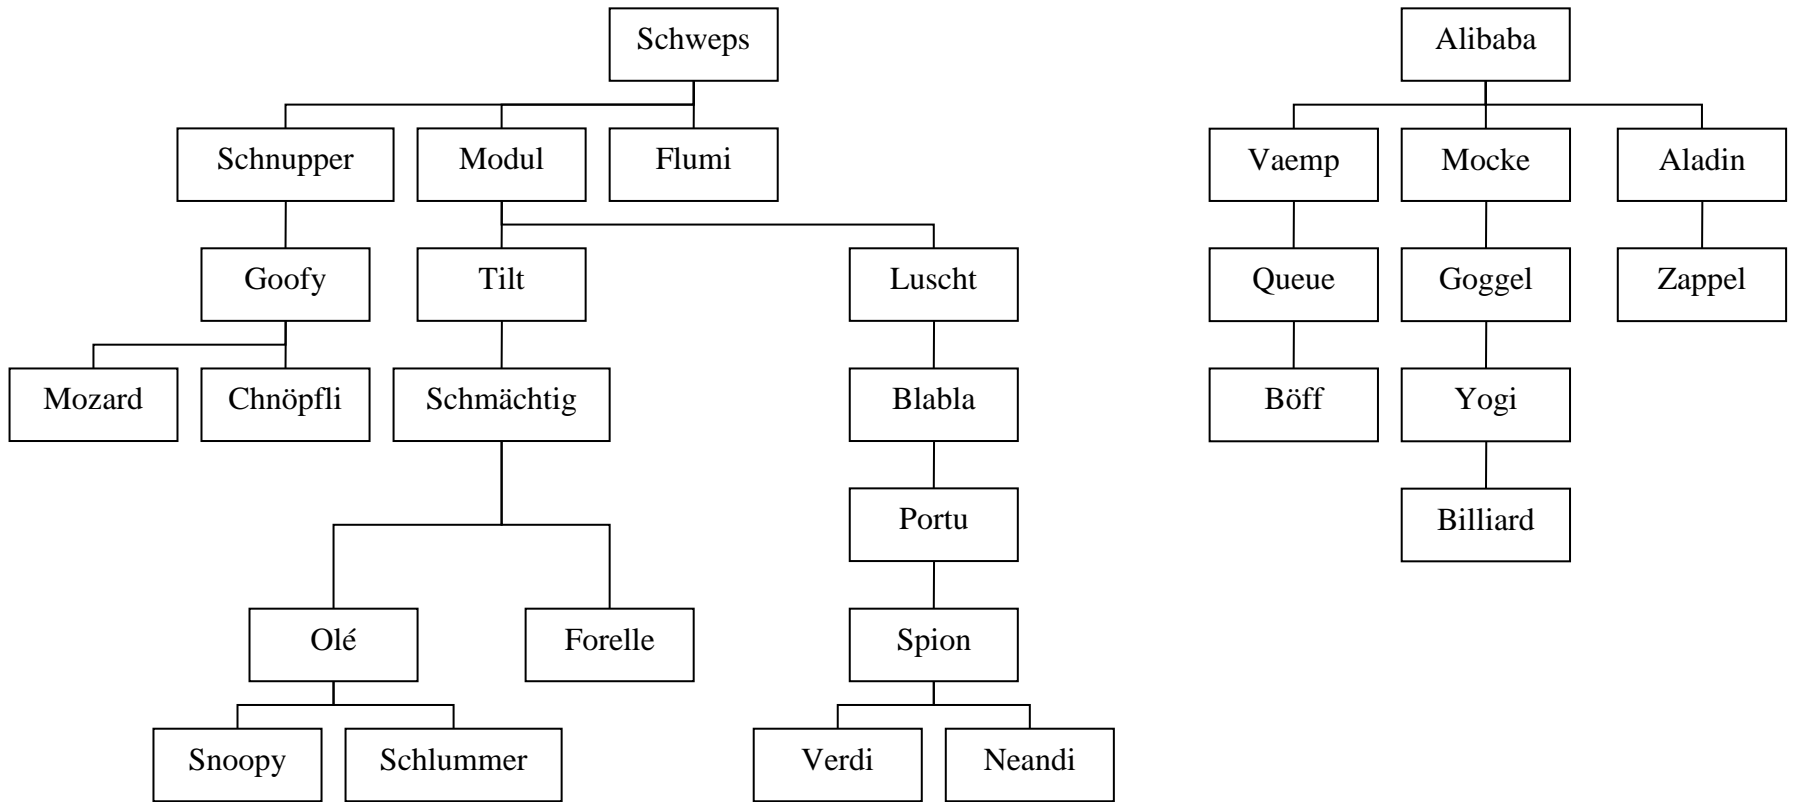 Schweps
Alibaba
Schnupper
Modul
Flumi
Vaemp
Mocke
Aladin
Goofy
Tilt
Luscht
Queue
Goggel
Zappel
Mozard
Chnöpfli
Schmächtig
Blabla
Böff
Yogi
Portu
Billiard
Olé
Forelle
Spion
Snoopy
Schlummer
Verdi
Neandi